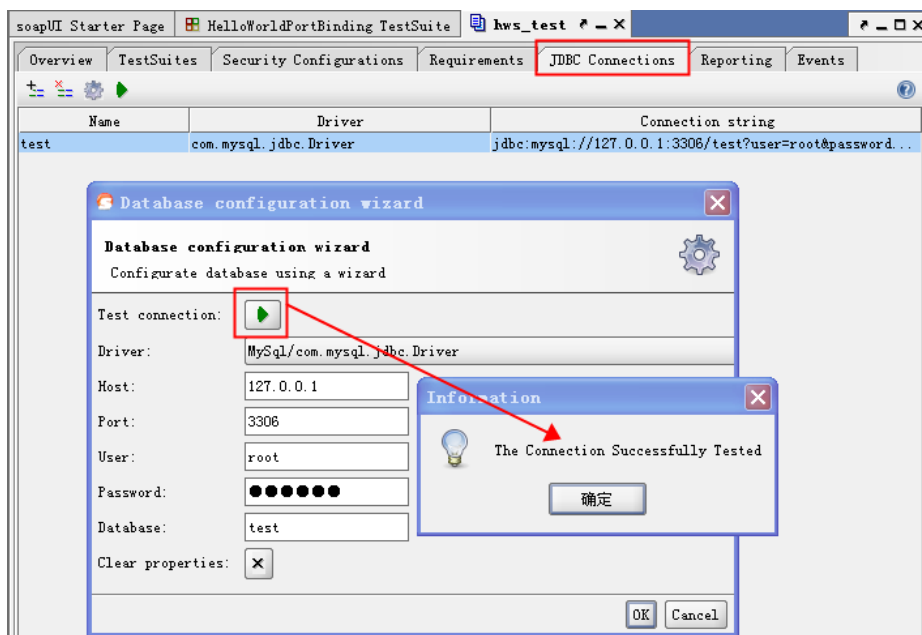 soapUI Starter Page HelloWorldPortBinding TestSuite hws_test
Overview TestSuites Security Configurations Requirements JDBC Connections Reporting Events
Name Driver Connection string
test com.mysql.jdbc.Driver jdbc:mysql://127.0.0.1:3306/test?user=root&password...
Database configuration wizard
Database configuration wizard
Configurate database using a wizard
Test connection:
Driver: MySql/com.mysql.jdbc.Driver
Host: 127.0.0.1
Port: 3306
User: root
Password: ●●●●●●
Database: test
Clear properties:
OK Cancel
Information
The Connection Successfully Tested
确定